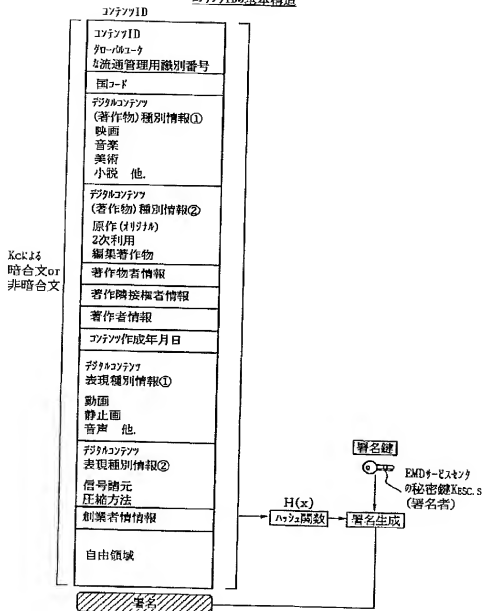 コンテンツIDの基本構造
コンテンツID
コンテンツID
グローバルユニーク
な流通管理用識別番号
国コード
デジタルコンテンツ
(著作物)種別情報①
映画
音楽
美術
小説 他.
デジタルコンテンツ
(著作物)種別情報②
原作(オリジナル)
2次利用
編集著作物
著作物者情報
著作隣接権者情報
著作者情報
コンテンツ作成年月日
デジタルコンテンツ
表現種別情報①
動画
静止画
音声 他.
デジタルコンテンツ
表現種別情報②
信号諸元
圧縮方法
創業者情情報
自由領域
署名
Kcによる
暗合文or
非暗合文
H(x)
ハッシュ関数
署名生成
署名鍵
EMDサービスセンタ
の秘密鍵KESC.S
(署名者)